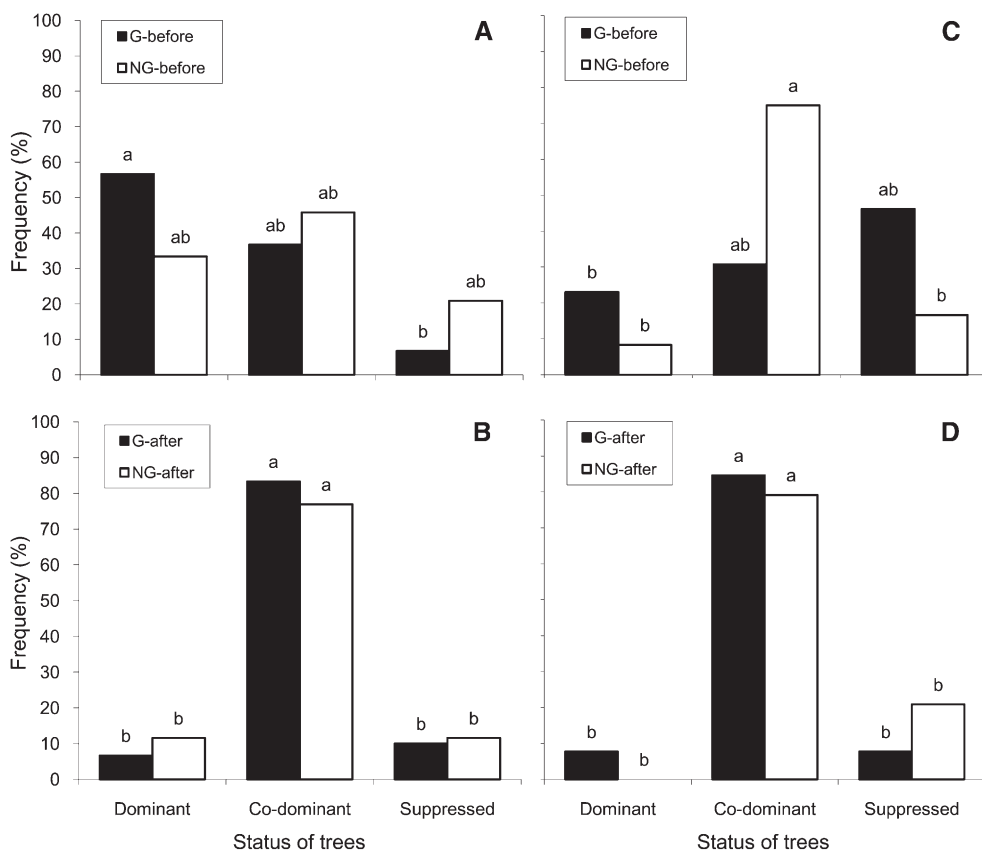 A
G-before
NG-before
Frequency (%)
100
90
80
70
60
50
40
30
20
10
0
a
ab
ab
ab
b
ab
C
G-before
NG-before
b
b
ab
a
ab
b
B
G-after
NG-after
Frequency (%)
100
90
80
70
60
50
40
30
20
10
0
b
b
a
a
b
b
Dominant
Co-dominant
Suppressed
Status of trees
D
G-after
NG-after
b
b
a
a
b
b
Dominant
Co-dominant
Suppressed
Status of trees